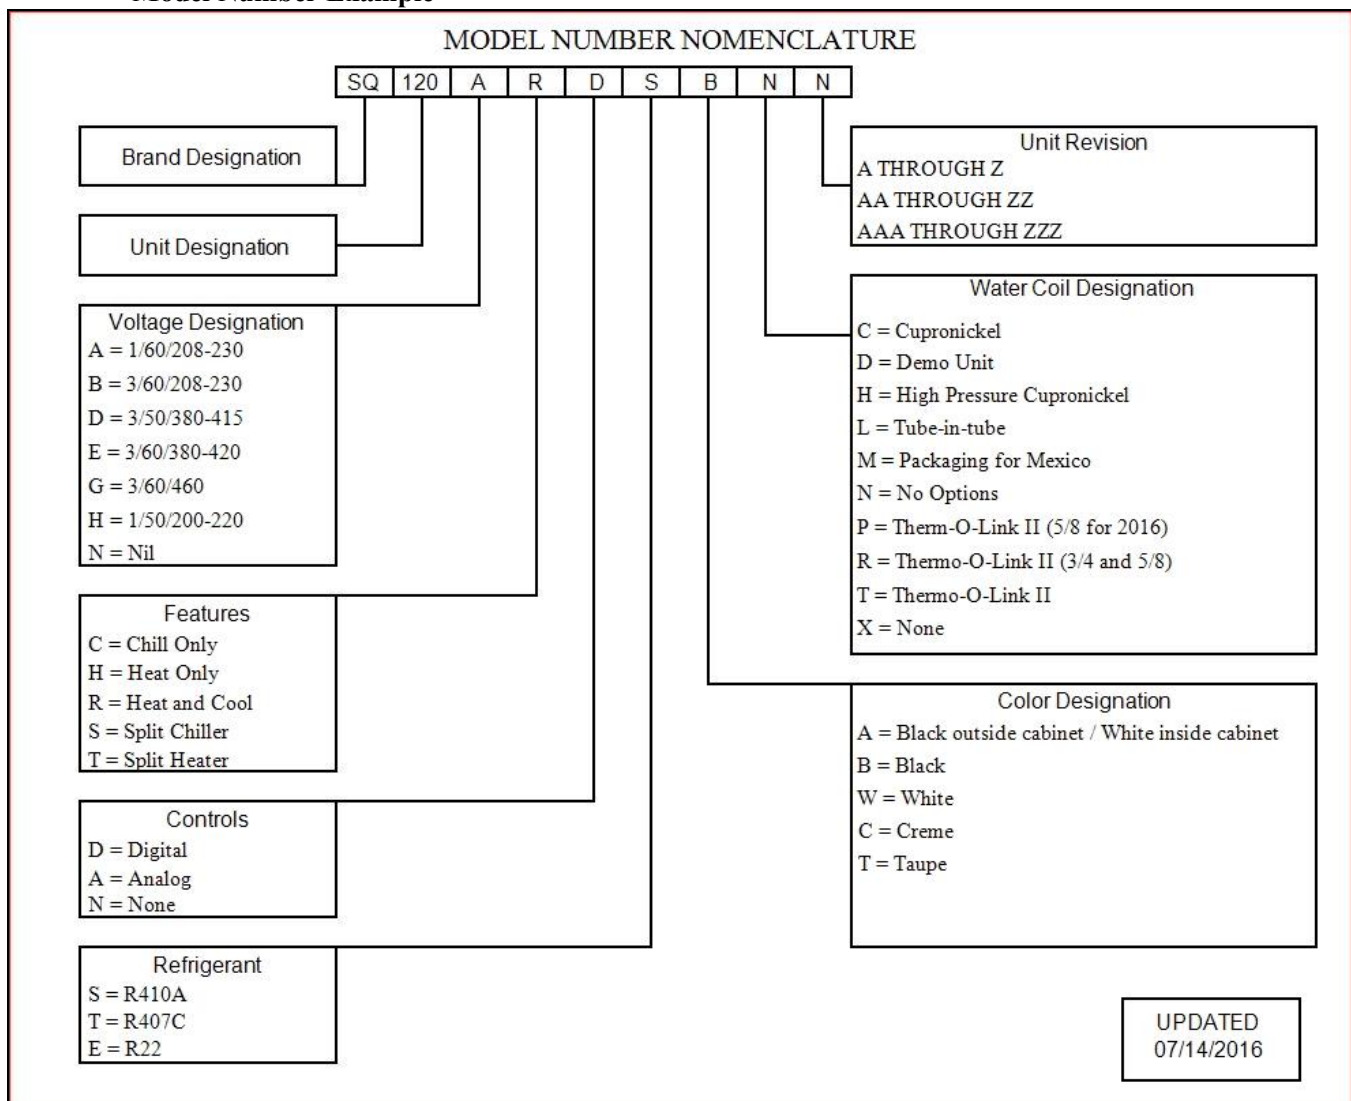 Model Number Example
MODEL NUMBER NOMENCLATURE
SQ 120 A R D S B N N
Brand Designation
Unit Designation
Voltage Designation
A = 1/60/208-230
B = 3/60/208-230
D = 3/50/380-415
E = 3/60/380-420
G = 3/60/460
H = 1/50/200-220
N = Nil
Features
C = Chill Only
H = Heat Only
R = Heat and Cool
S = Split Chiller
T = Split Heater
Controls
D = Digital
A = Analog
N = None
Refrigerant
S = R410A
T = R407C
E = R22
Unit Revision
A THROUGH Z
AA THROUGH ZZ
AAA THROUGH ZZZ
Water Coil Designation
C = Cupronickel
D = Demo Unit
H = High Pressure Cupronickel
L = Tube-in-tube
M = Packaging for Mexico
N = No Options
P = Therm-O-Link II (5/8 for 2016)
R = Thermo-O-Link II (3/4 and 5/8)
T = Thermo-O-Link II
X = None
Color Designation
A = Black outside cabinet / White inside cabinet
B = Black
W = White
C = Creme
T = Taupe
UPDATED
07/14/2016